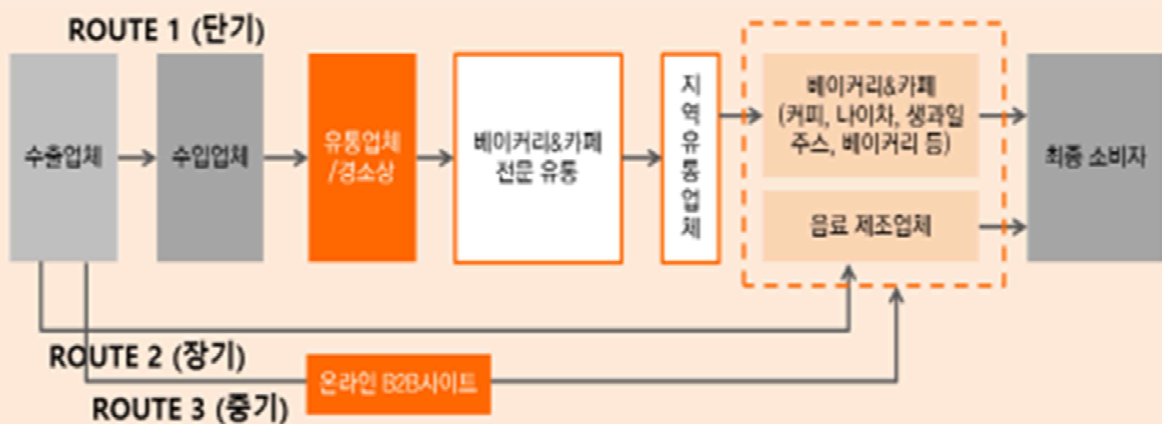 ROUTE 1 (단기)
수출업체
수입업체
유통업체
/경소상
베이커리&카페
전문 유통
지
역
유
통
업
체
베이커리&카페
(커피, 나이차, 생과일
주스, 베이커리 등)
음료 제조업체
최종 소비자
ROUTE 2 (장기)
온라인 B2B사이트
ROUTE 3 (중기)